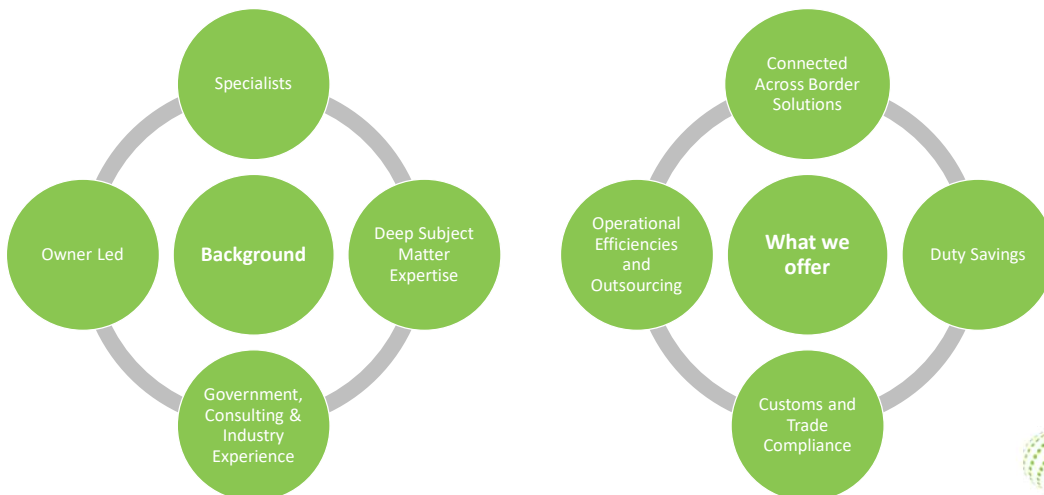 Specialists
Owner Led
Background
Deep Subject
Matter
Expertise
Government,
Consulting &
Industry
Experience
Connected
Across Border
Solutions
Operational
Efficiencies
and
Outsourcing
What we
offer
Duty Savings
Customs and
Trade
Compliance